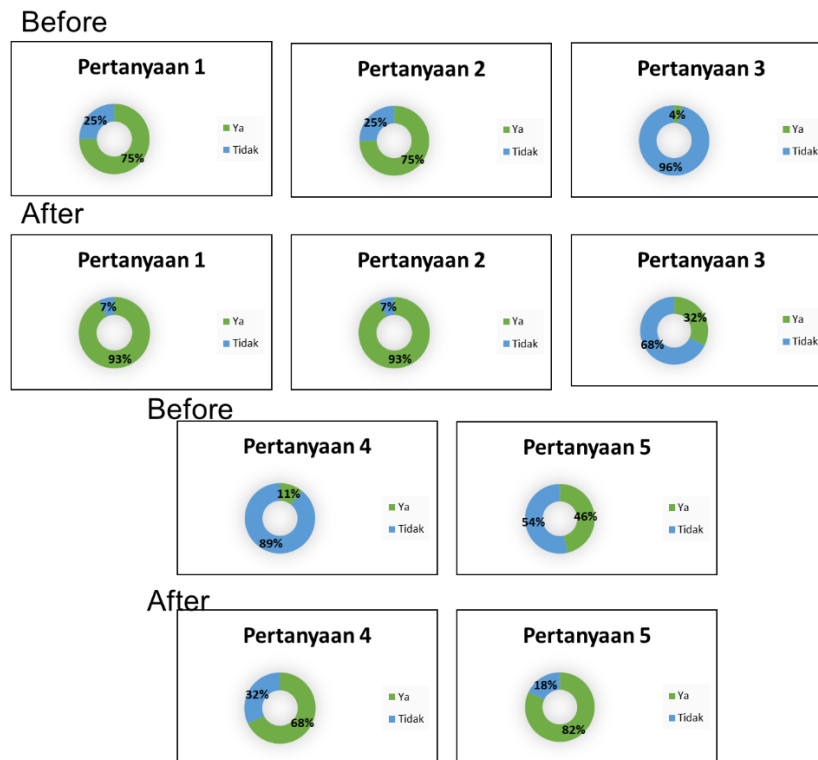 Before
Pertanyaan 1
25%
75%
Ya
Tidak
Pertanyaan 2
25%
75%
Ya
Tidak
Pertanyaan 3
4%
96%
Ya
Tidak
After
Pertanyaan 1
7%
93%
Ya
Tidak
Pertanyaan 2
7%
93%
Ya
Tidak
Pertanyaan 3
32%
68%
Ya
Tidak
Before
Pertanyaan 4
11%
89%
Ya
Tidak
Pertanyaan 5
54%
46%
Ya
Tidak
After
Pertanyaan 4
32%
68%
Ya
Tidak
Pertanyaan 5
18%
82%
Ya
Tidak